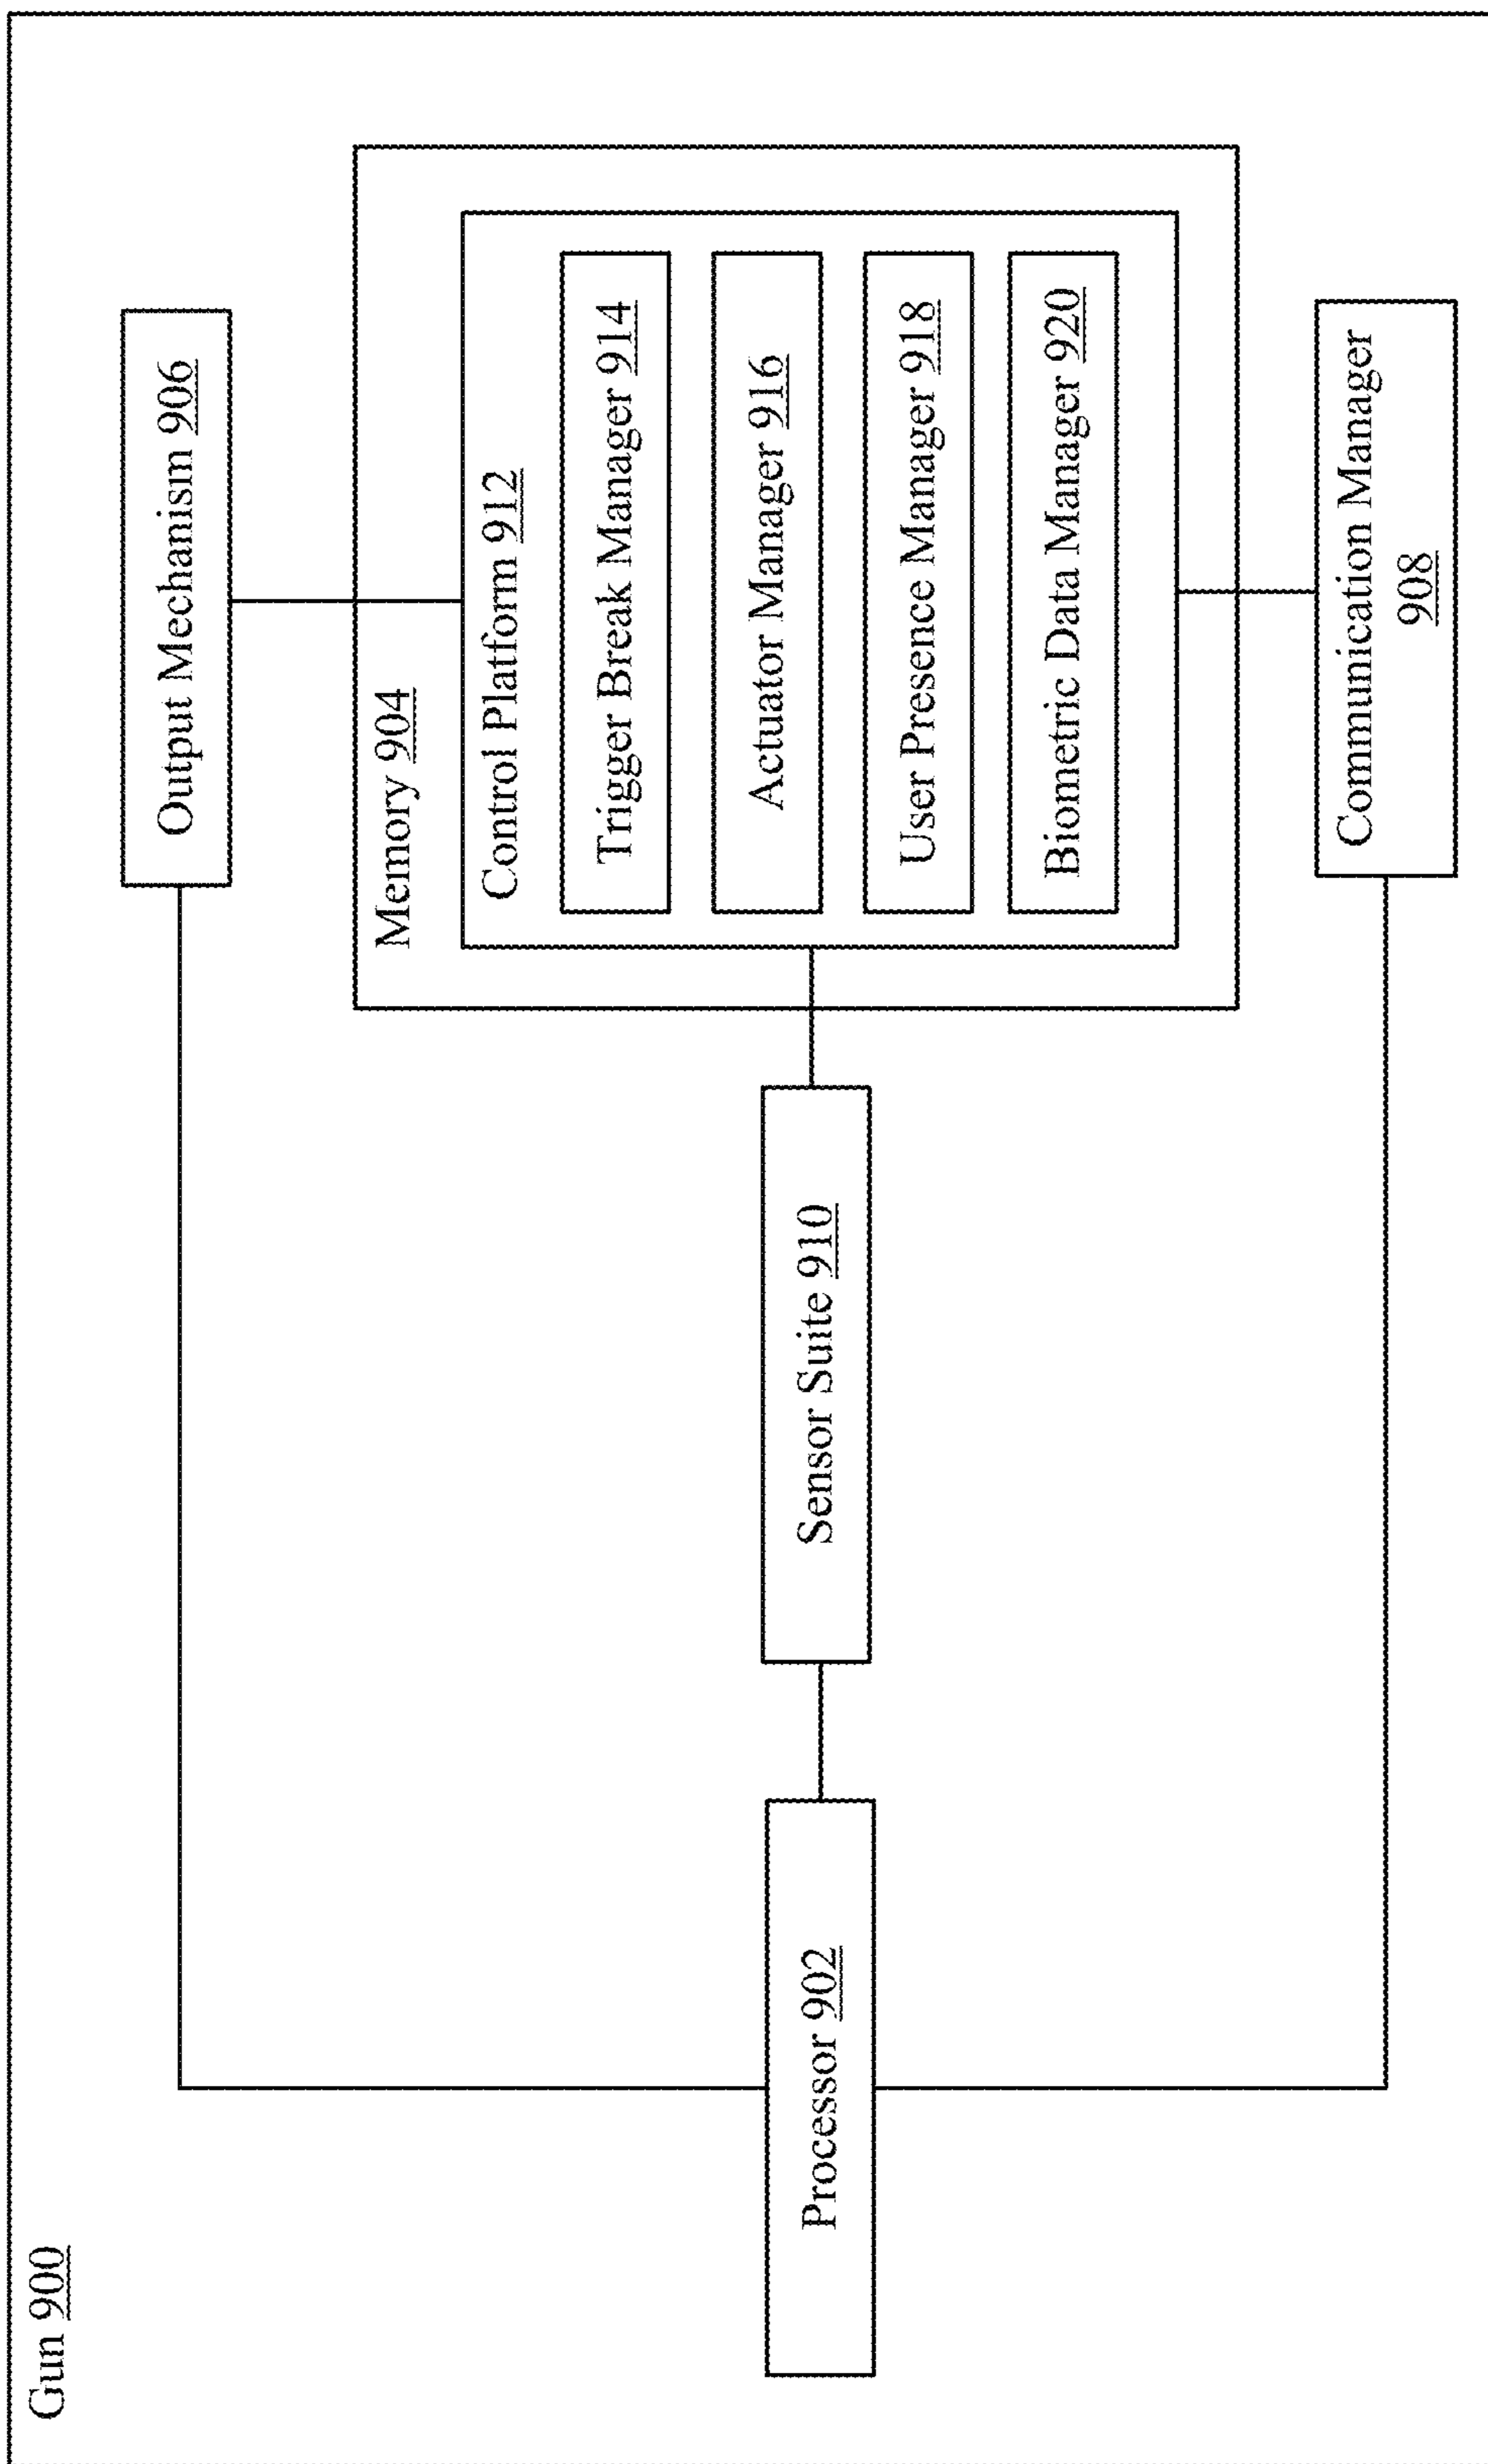 Gun 900
Output Mechanism 906
Memory 904
Control Platform 912
Trigger Break Manager 914
Actuator Manager 916
User Presence Manager 918
Biometric Data Manager 920
Sensor Suite 910
Processor 902
Communication Manager
908